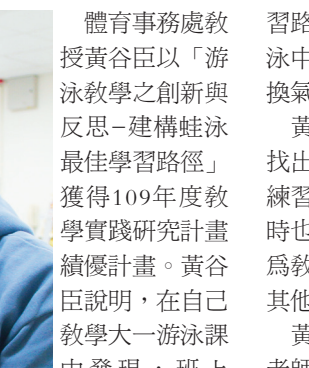 體育事務處教
授黃谷臣以「游
泳教學之創新與
反思–建構蛙泳
最佳學習路徑」
獲得109年度教
學實踐研究計畫
績優計畫。黃谷
臣說明，在自己
教學大一游泳課
中發現，班上
習路
泳中
換氣
黃
找出
練習
時也
為教
其他
黃
老師